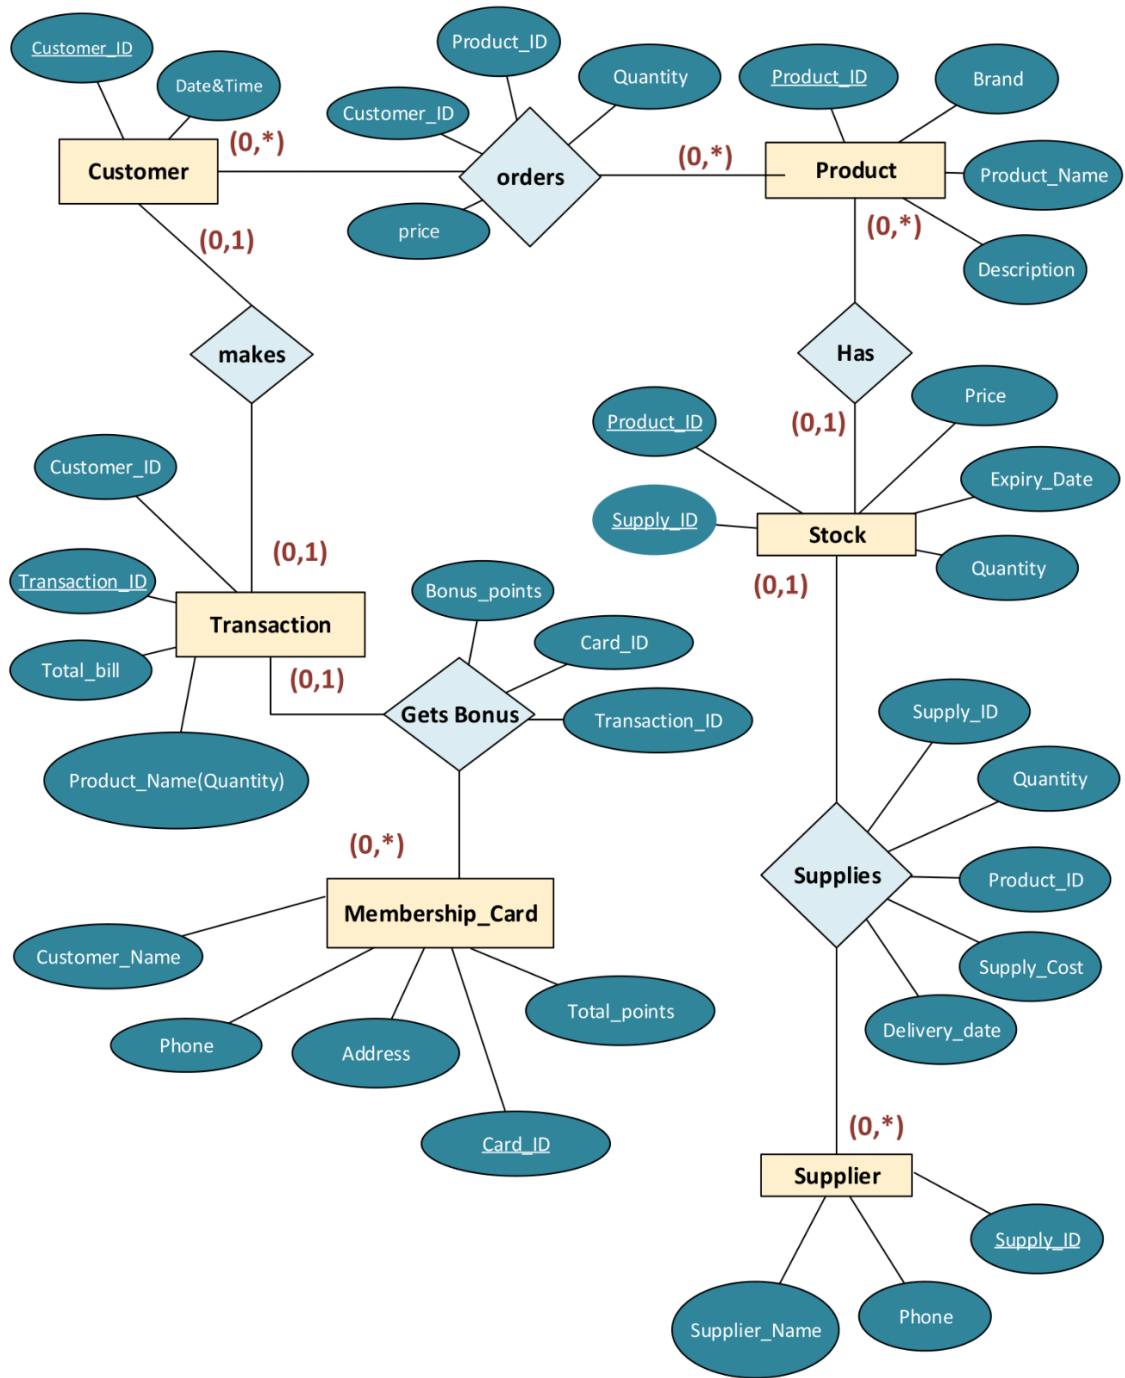 Customer_ID
Date&Time
Customer
(0,*)
Product_ID
Quantity
Customer_ID
orders
price
(0,*)
Product_ID
Brand
Product
Product_Name
Description
(0,*)
(0,1)
makes
Has
(0,1)
Product_ID
Price
Supply_ID
Expiry_Date
Stock
Quantity
(0,1)
Customer_ID
(0,1)
Transaction_ID
Transaction
Total_bill
(0,1)
Product_Name(Quantity)
Bonus_points
Card_ID
Gets Bonus
Transaction_ID
(0,*)
Membership_Card
Customer_Name
Phone
Address
Total_points
Card_ID
Supply_ID
Quantity
Supplies
Product_ID
Supply_Cost
Delivery_date
(0,*)
Supplier
Supply_ID
Supplier_Name
Phone